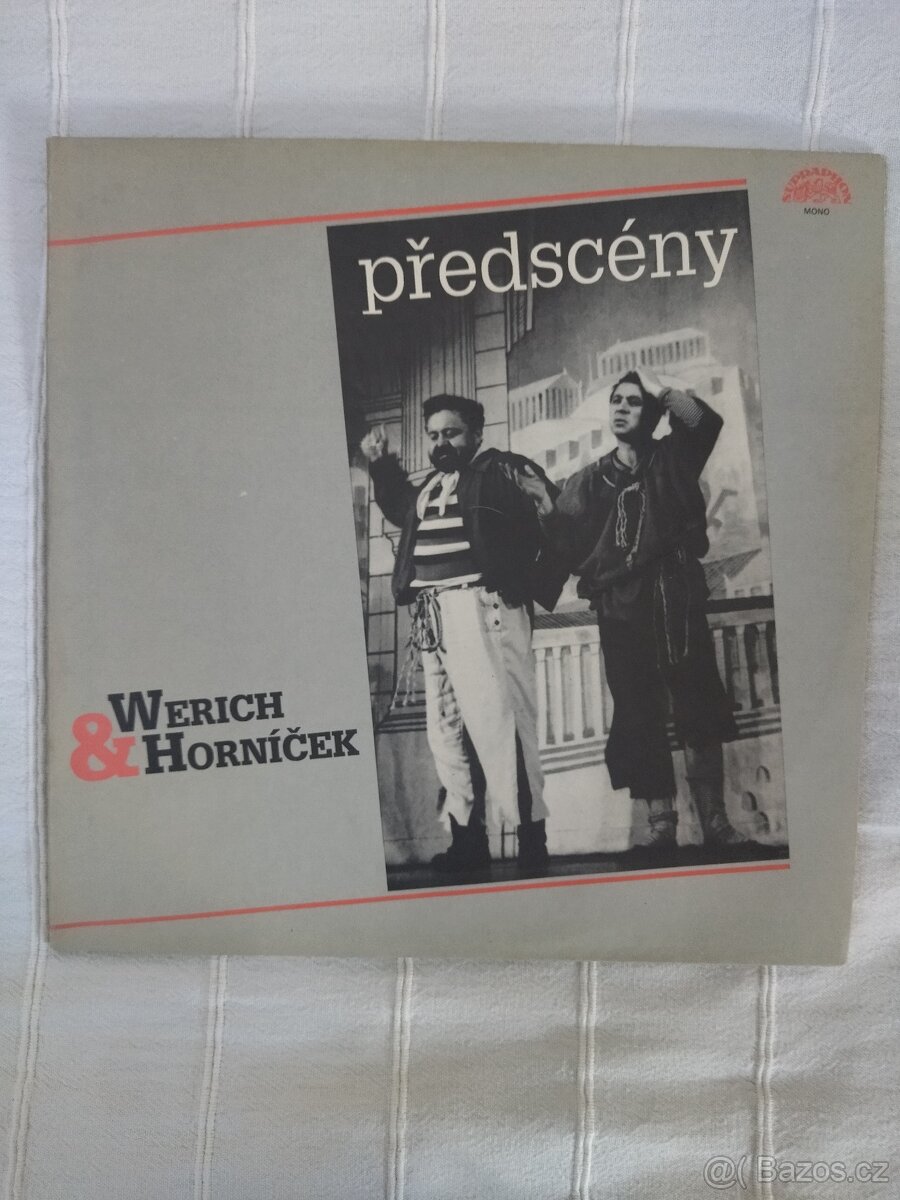 SUPRAPHON
MONO
předscény
WERICH
& HORNÍČEK
@( Bazos.cz